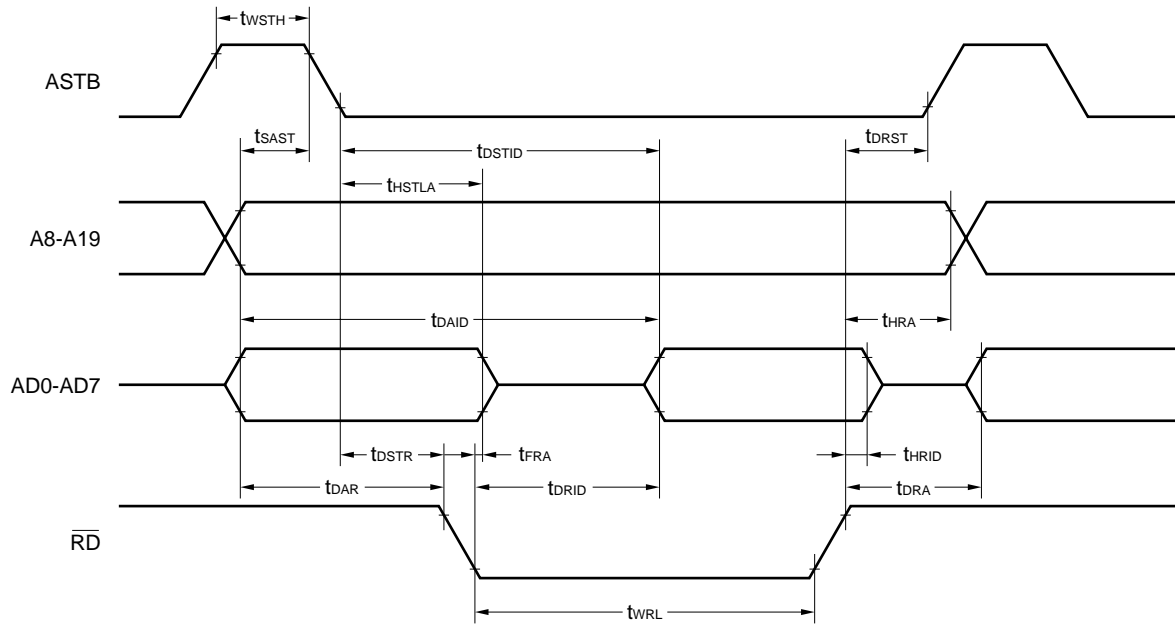 tWSTH
ASTB
tSAST
tDSTID
tDRST
tHSTLA
A8-A19
tDAID
tHRA
AD0-AD7
tDSTR
tFRA
tHRID
tDAR
tDRID
tDRA
RD
tWRL